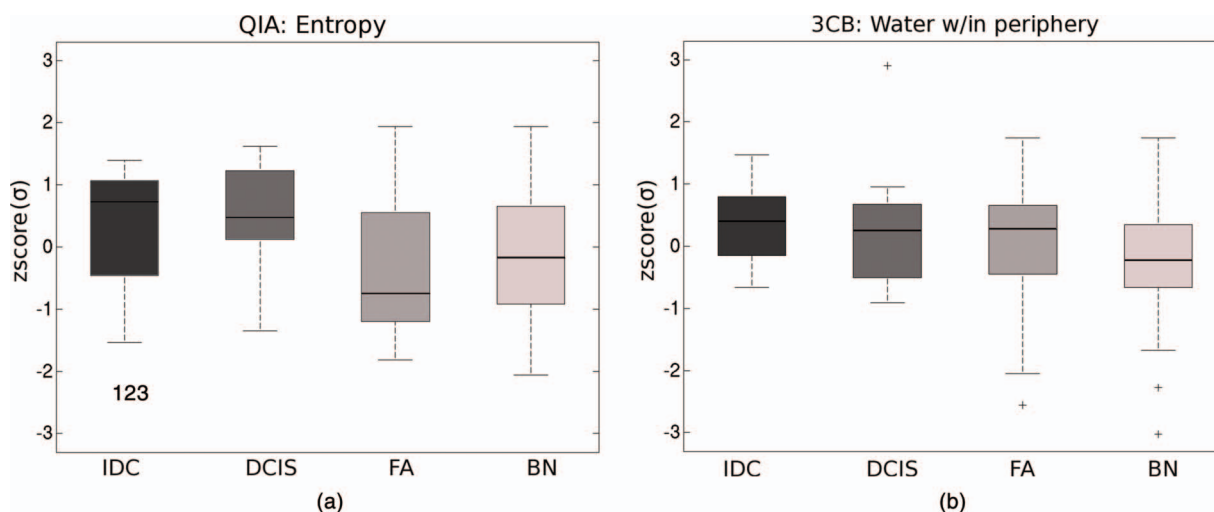 QIA: Entropy
3
2
1
0
-1
-2
-3
zscore(σ)
123
IDC DCIS FA BN
(a)
3CB: Water w/in periphery
3
2
1
0
-1
-2
-3
zscore(σ)
IDC DCIS FA BN
(b)